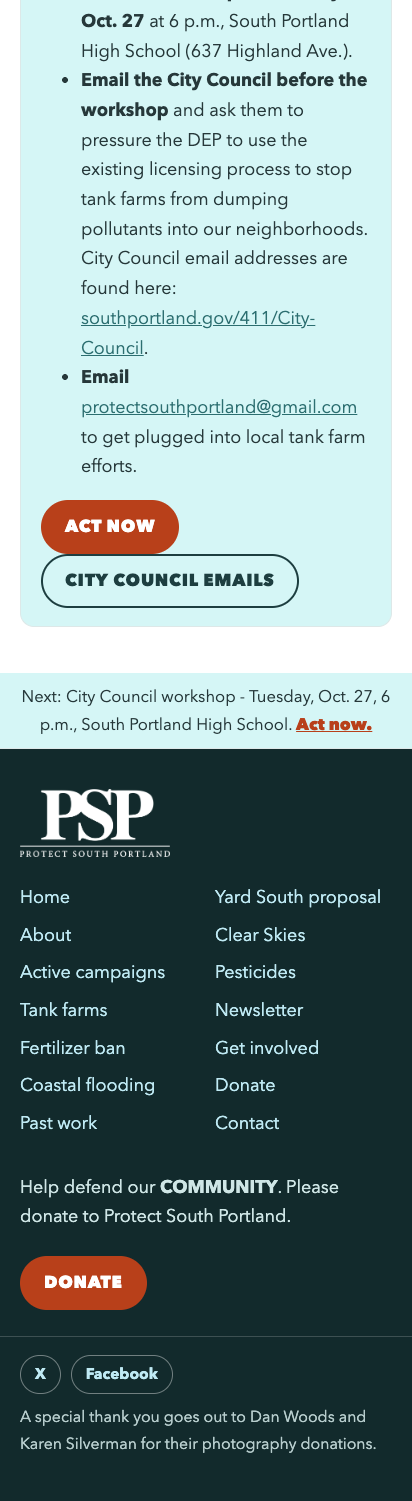 Oct. 27 at 6 p.m., South Portland
High School (637 Highland Ave.).
• Email the City Council before the
workshop and ask them to
pressure the DEP to use the
existing licensing process to stop
tank farms from dumping
pollutants into our neighborhoods.
City Council email addresses are
found here:
southportland.gov/411/City-
Council.
• Email
protectsouthportland@gmail.com
to get plugged into local tank farm
efforts.
ACT NOW
CITY COUNCIL EMAILS
Next: City Council workshop - Tuesday, Oct. 27, 6
p.m., South Portland High School. Act now.
PSP
PROTECT SOUTH PORTLAND
Home
About
Active campaigns
Tank farms
Fertilizer ban
Coastal flooding
Past work
Yard South proposal
Clear Skies
Pesticides
Newsletter
Get involved
Donate
Contact
Help defend our COMMUNITY. Please
donate to Protect South Portland.
DONATE
X
Facebook
A special thank you goes out to Dan Woods and
Karen Silverman for their photography donations.